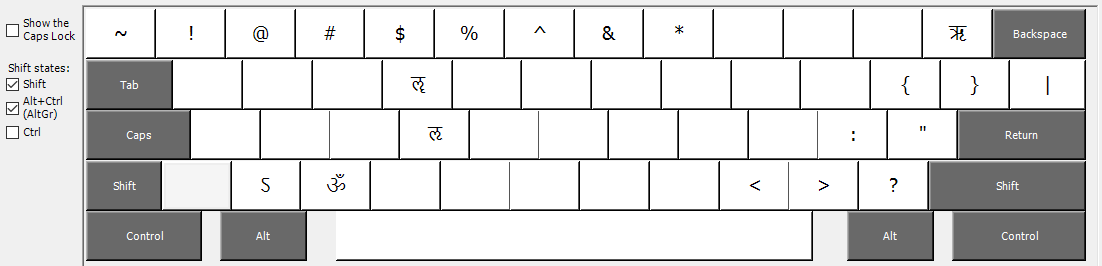 Show the Caps Lock ~ ! @ # $ % ^ & * ॠ Backspace
Shift states:
Shift Tab ॡ { } |
Alt+Ctrl (AltGr)
Ctrl Caps ऌ : " Return
Shift ऽ ॐ < > ? Shift
Control Alt Alt Control